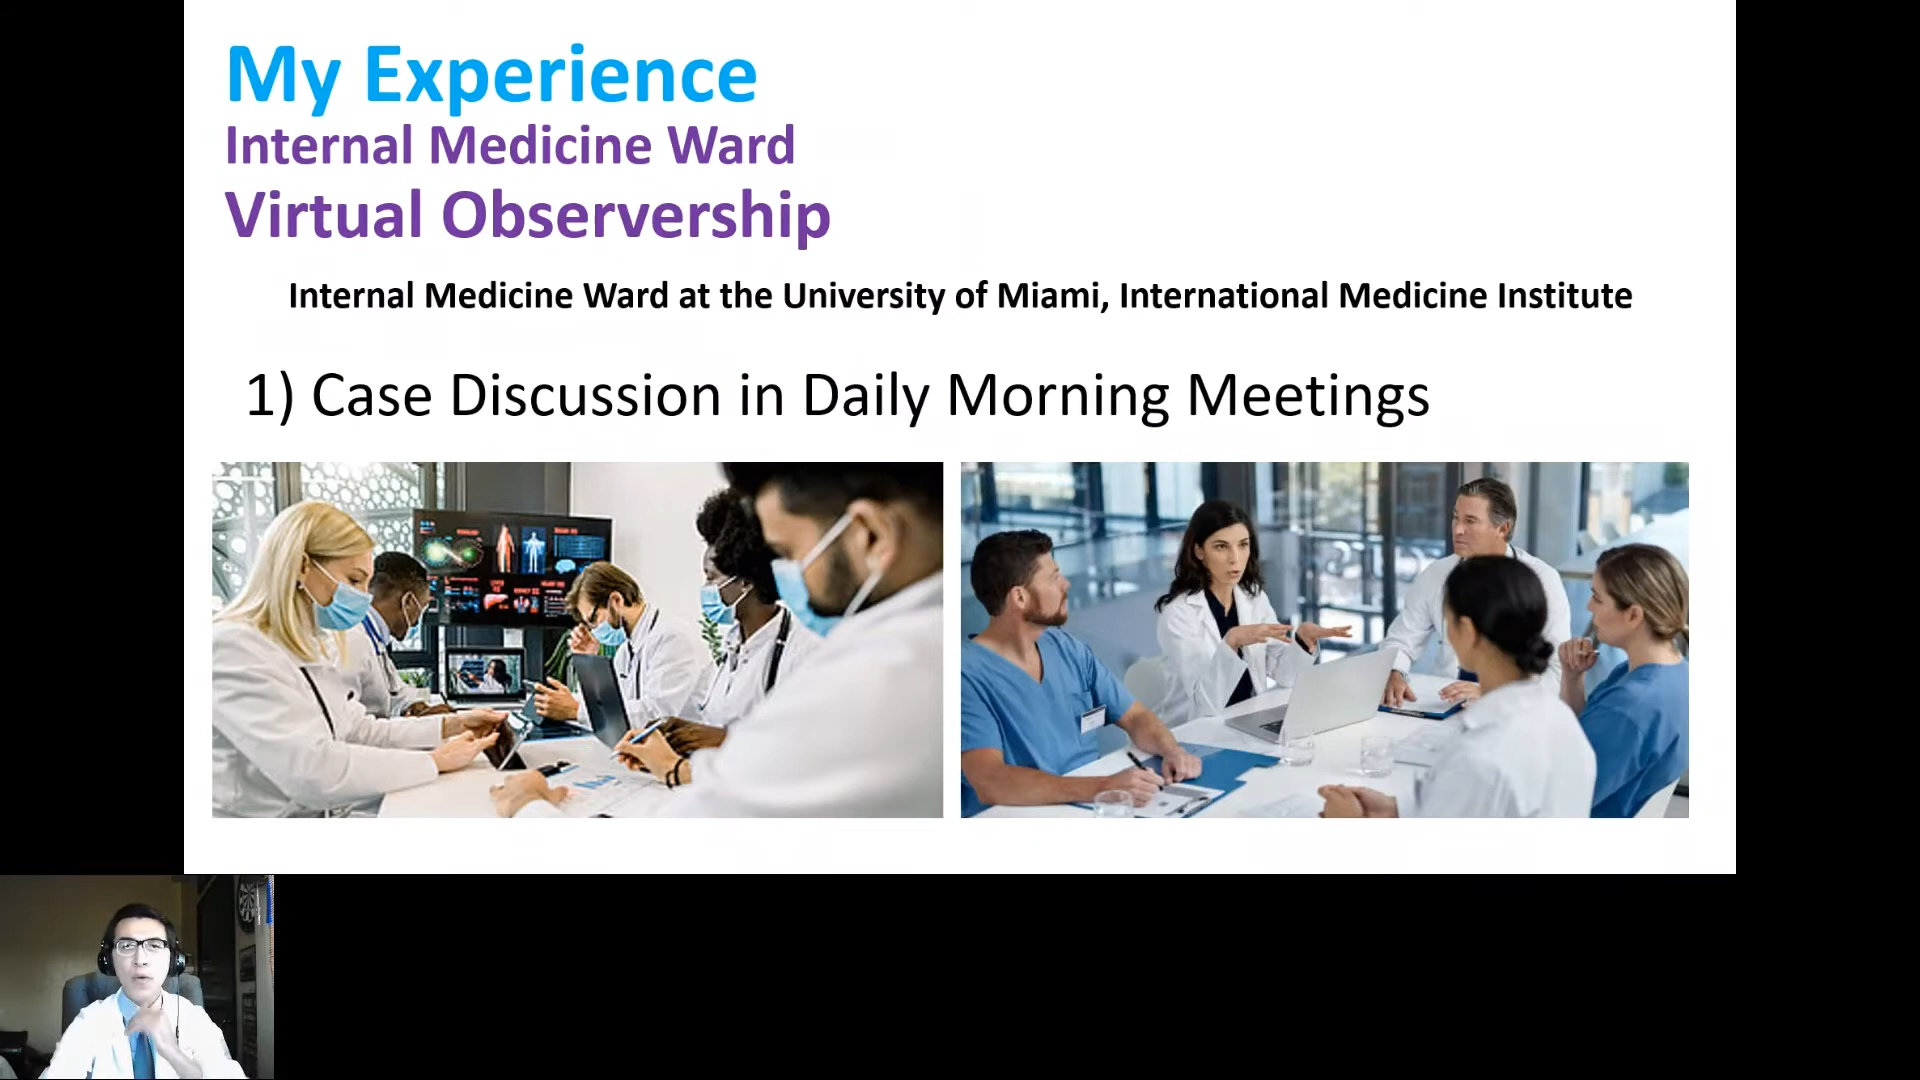 My Experience
Internal Medicine Ward
Virtual Observership
Internal Medicine Ward at the University of Miami, International Medicine Institute
1) Case Discussion in Daily Morning Meetings